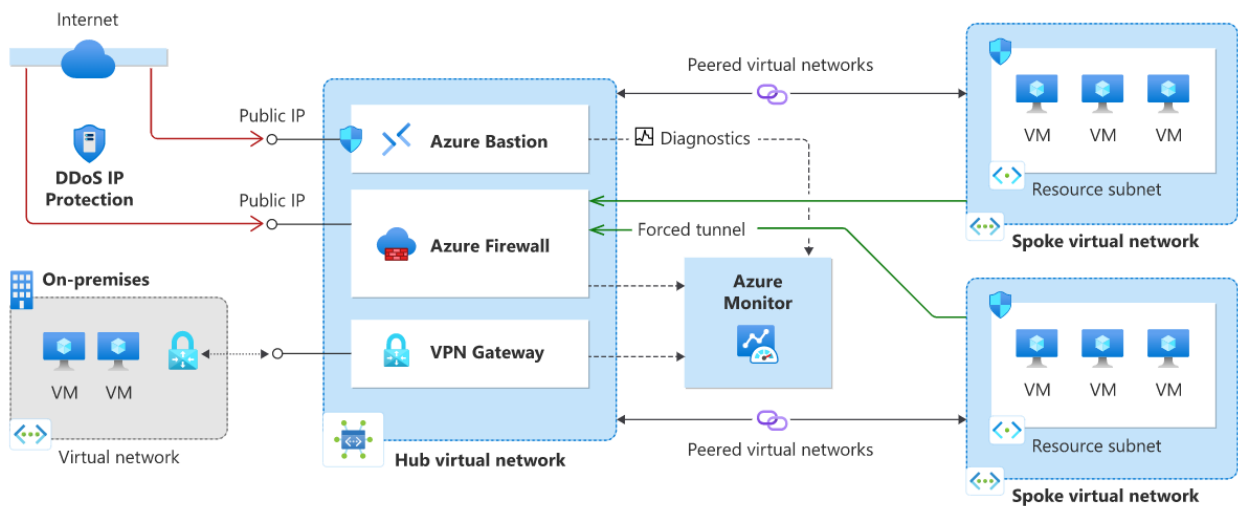 Internet
Public IP
DDoS IP
Protection
Public IP
On-premises
VM
VM
Virtual network
Azure Bastion
Azure Firewall
VPN Gateway
Hub virtual network
Peered virtual networks
Diagnostics
Forced tunnel
Azure
Monitor
Peered virtual networks
VM
VM
VM
Resource subnet
Spoke virtual network
VM
VM
VM
Resource subnet
Spoke virtual network